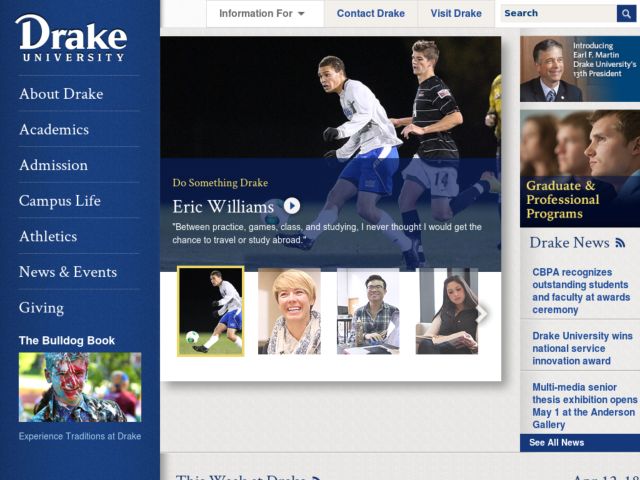 Drake
UNIVERSITY
About Drake
Academics
Admission
Campus Life
Athletics
News & Events
Giving
The Bulldog Book
Experience Traditions at Drake
Information For
Contact Drake
Visit Drake
Search
Do Something Drake
Eric Williams
"Between practice, games, class, and studying, I never thought I would get the
chance to travel or study abroad."
Introducing
Earl F. Martin
Drake University's
13th President
Graduate &
Professional
Programs
Drake News
CBPA recognizes
outstanding students
and faculty at awards
ceremony
Drake University wins
national service
innovation award
Multi-media senior
thesis exhibition opens
May 1 at the Anderson
Gallery
See All News
This Week at Drake